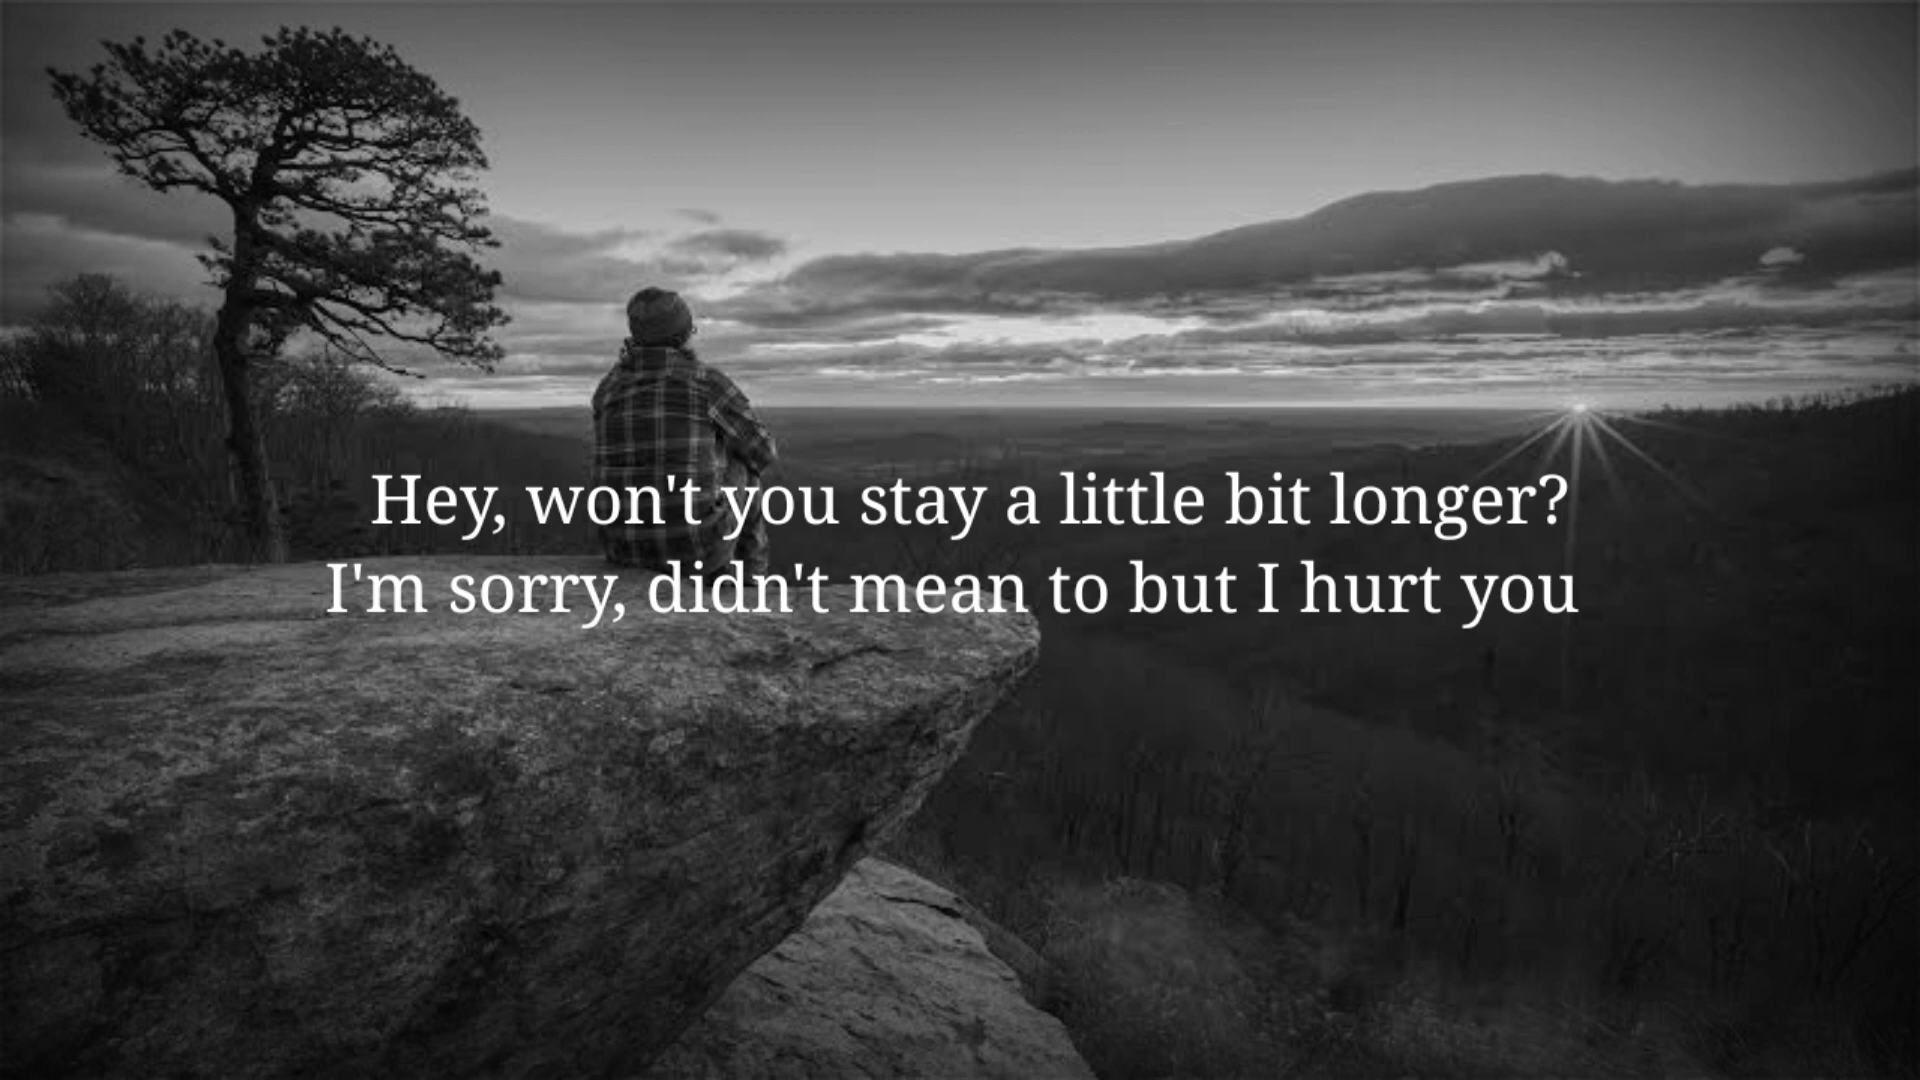 Hey, won't you stay a little bit longer?
I'm sorry, didn't mean to but I hurt you